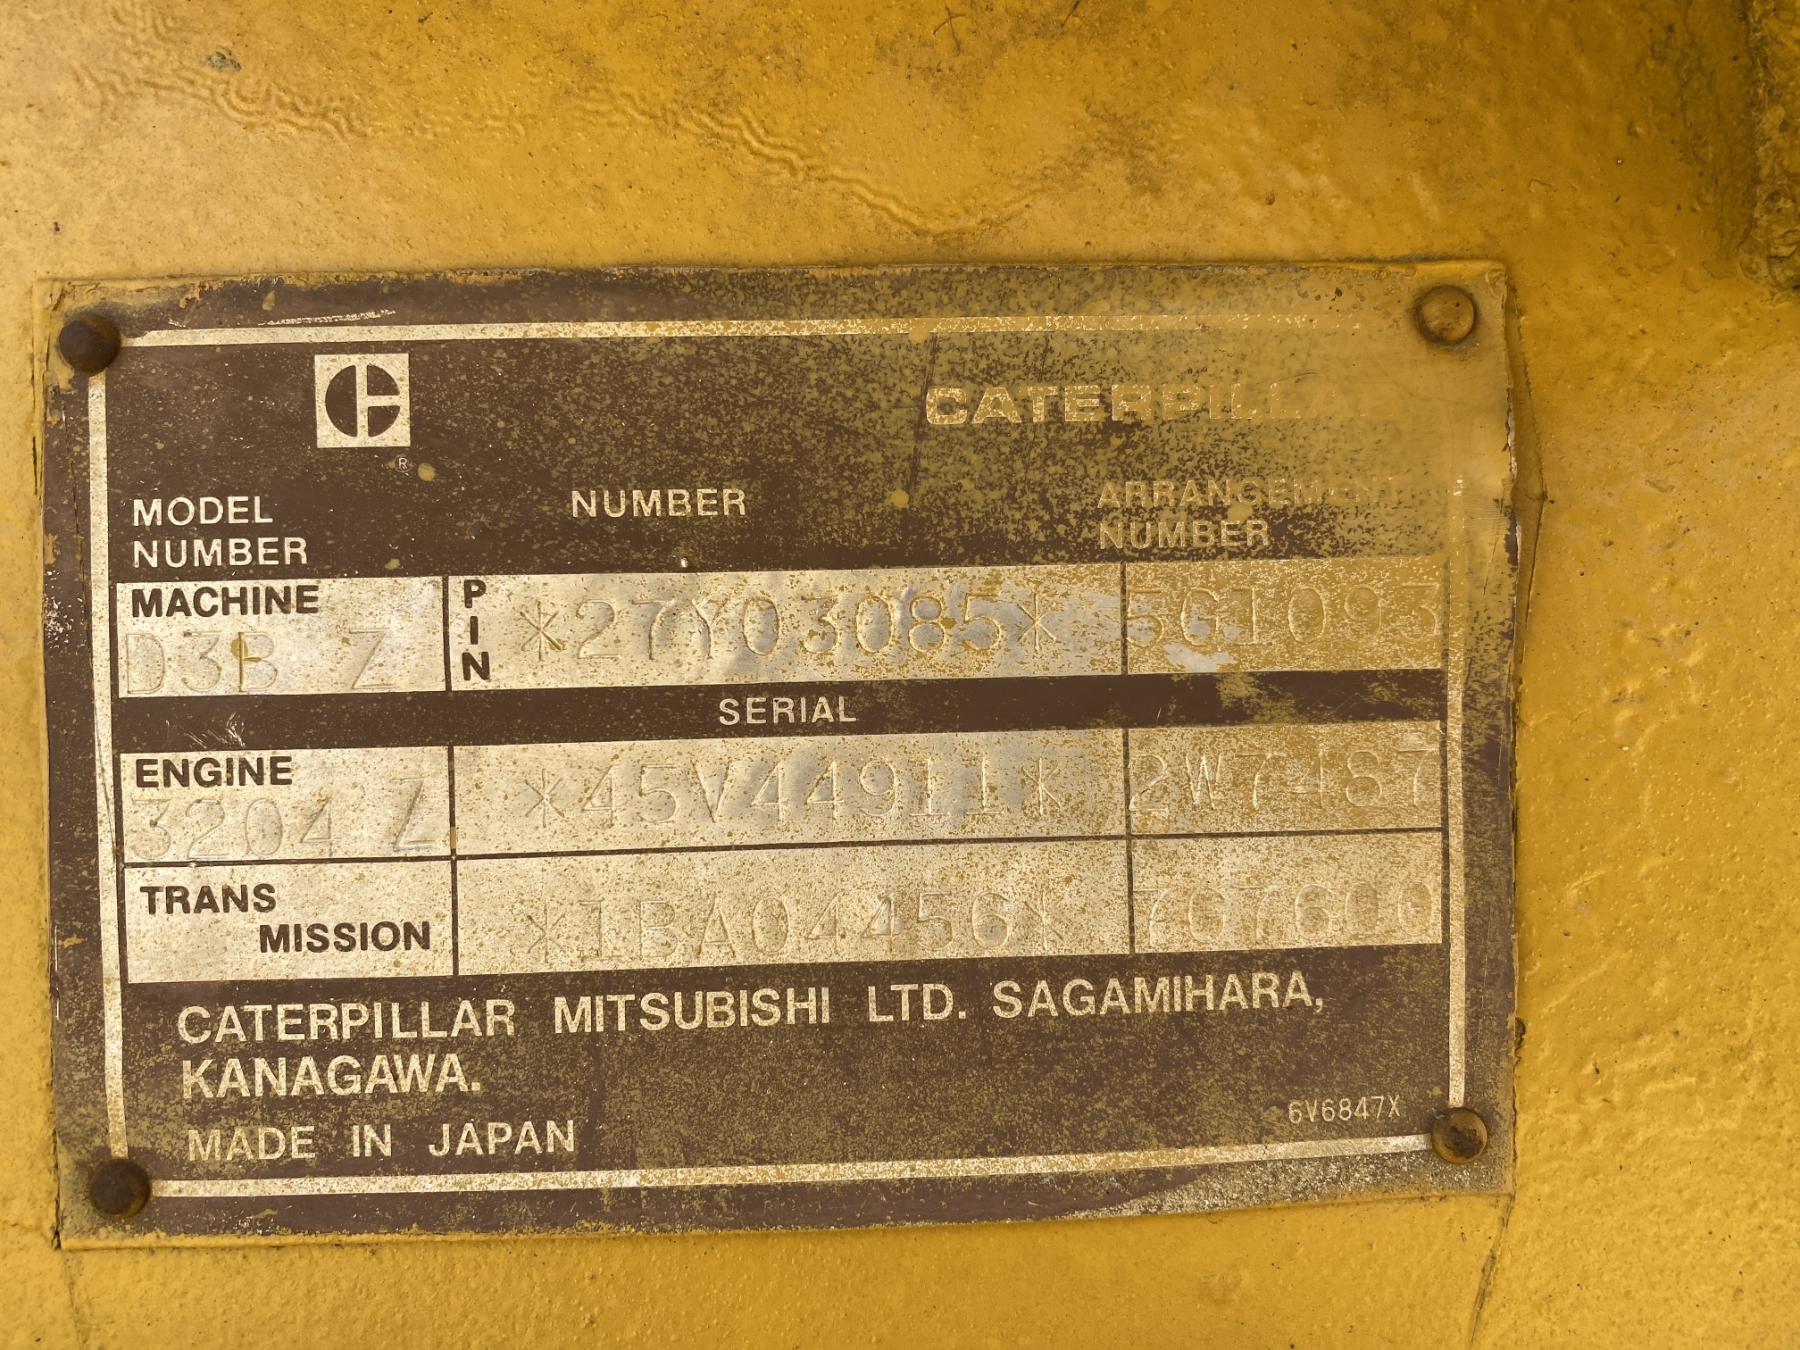 ®
CATERPILLAR
MODEL NUMBER
NUMBER
ARRANGEMENT NUMBER
MACHINE
D3B Z
PIN
*27Y03085*
5G1093
SERIAL
ENGINE
3204 Z
*45V44911*
2W7487
TRANS
MISSION
*1BA04456*
7G7600
CATERPILLAR MITSUBISHI LTD. SAGAMIHARA,
KANAGAWA.
MADE IN JAPAN
6V6847X